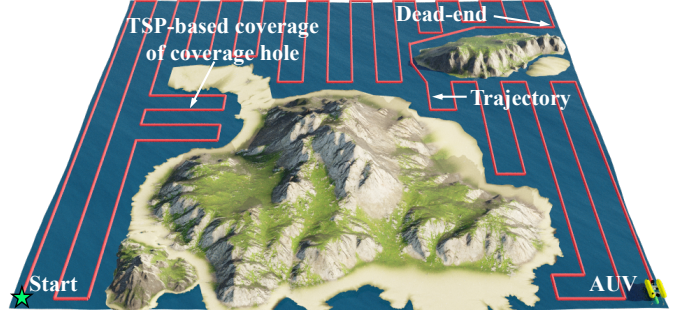 Dead-end
TSP-based coverage
of coverage hole
Trajectory
Start
AUV